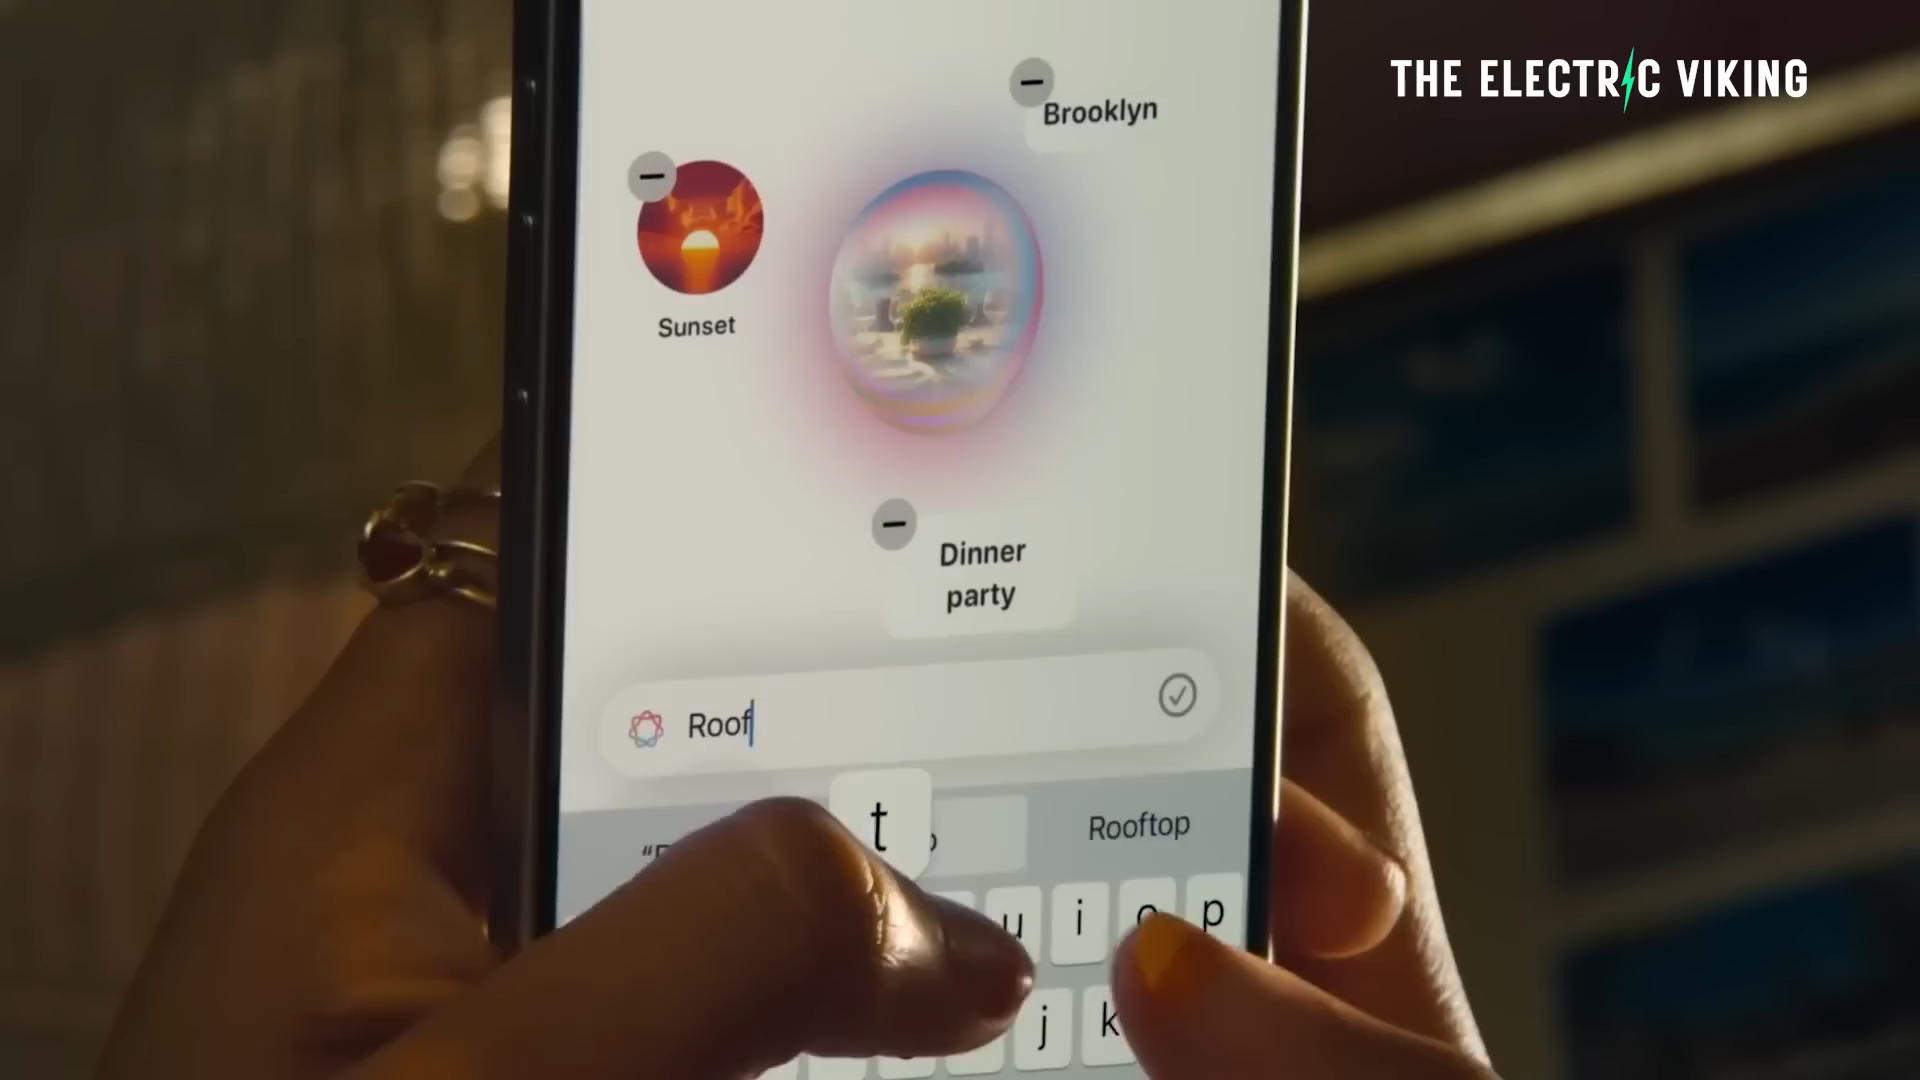 THE ELECTRIC VIKING
Brooklyn
Sunset
Dinner
party
Roof
t
Rooftop
u i o p
j k